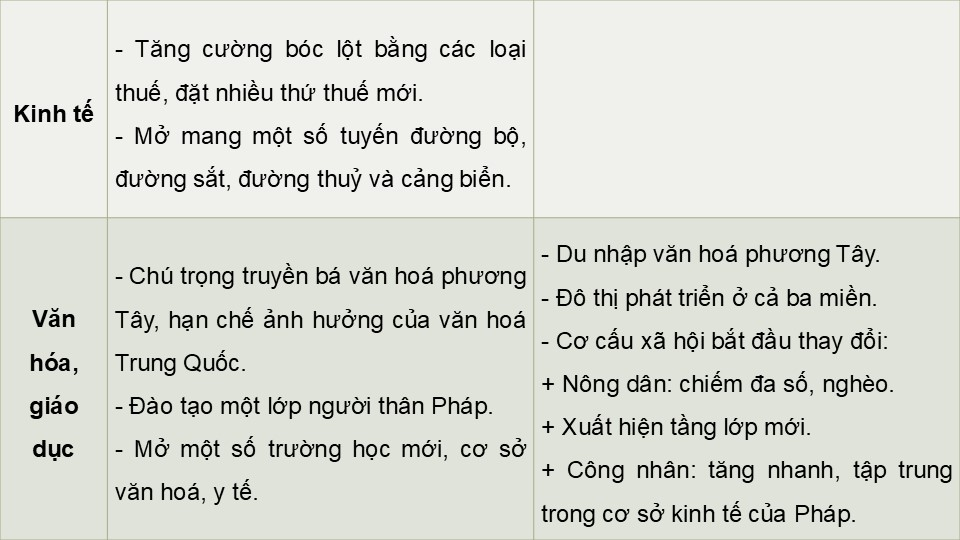 Kinh tế
- Tăng cường bóc lột bằng các loại
thuế, đặt nhiều thứ thuế mới.
- Mở mang một số tuyến đường bộ,
đường sắt, đường thuỷ và cảng biển.
Văn
hóa,
giáo
dục
- Chú trọng truyền bá văn hoá phương
Tây, hạn chế ảnh hưởng của văn hoá
Trung Quốc.
- Đào tạo một lớp người thân Pháp.
- Mở một số trường học mới, cơ sở
văn hoá, y tế.
- Du nhập văn hoá phương Tây.
- Đô thị phát triển ở cả ba miền.
- Cơ cấu xã hội bắt đầu thay đổi:
+ Nông dân: chiếm đa số, nghèo.
+ Xuất hiện tầng lớp mới.
+ Công nhân: tăng nhanh, tập trung
trong cơ sở kinh tế của Pháp.